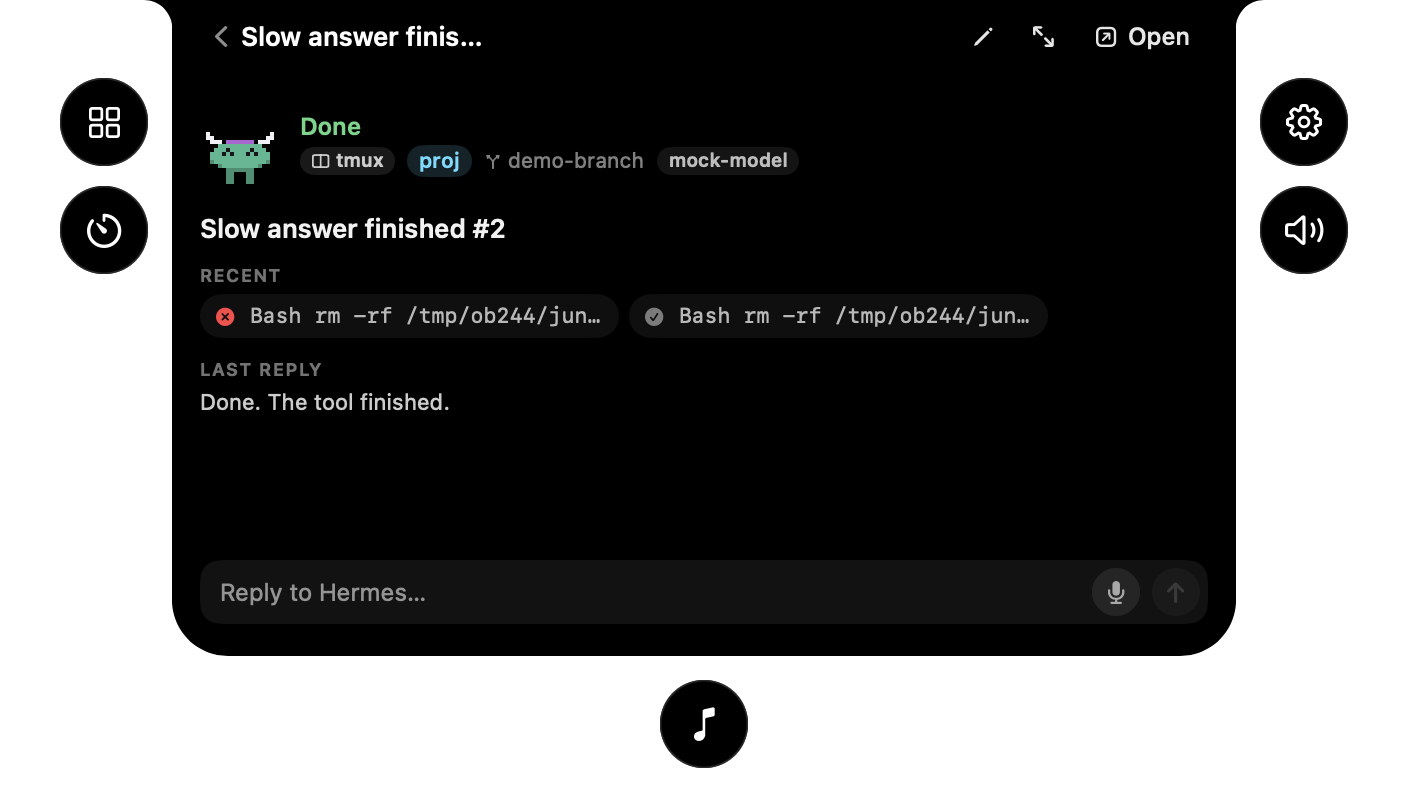 Slow answer finis...
Open
Done
tmux proj demo-branch mock-model
Slow answer finished #2
RECENT
Bash rm -rf /tmp/ob244/jun… Bash rm -rf /tmp/ob244/jun…
LAST REPLY
Done. The tool finished.
Reply to Hermes...